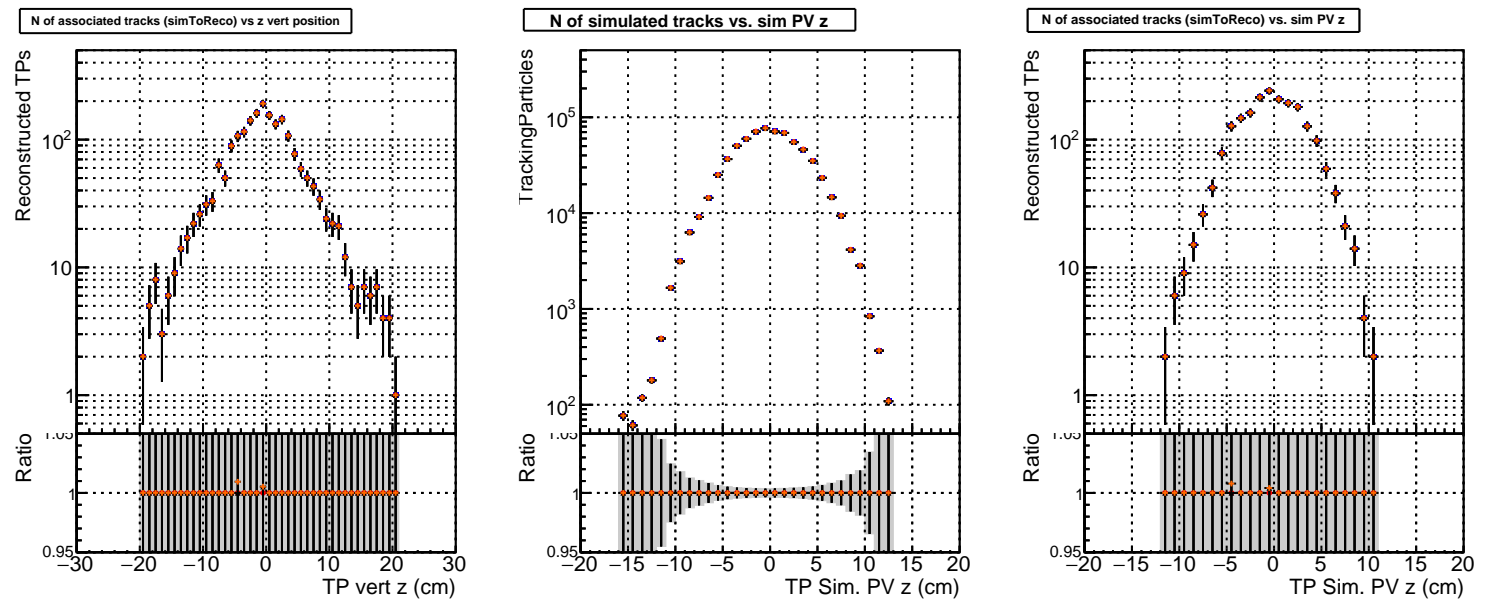 N of associated tracks (simToReco) vs z vert position
Reconstructed TPs
10²
10
1
Ratio
1.05
1
0.95
−30 −20 −10 0 10 20 30
TP vert z (cm)
N of simulated tracks vs. sim PV z
TrackingParticles
10⁵
10⁴
10³
10²
Ratio
1.05
1
0.95
−20 −15 −10 −5 0 5 10 15 20
TP Sim. PV z (cm)
N of associated tracks (simToReco) vs. sim PV z
Reconstructed TPs
10²
10
1
Ratio
1.05
1
0.95
−20 −15 −10 −5 0 5 10 15 20
TP Sim. PV z (cm)